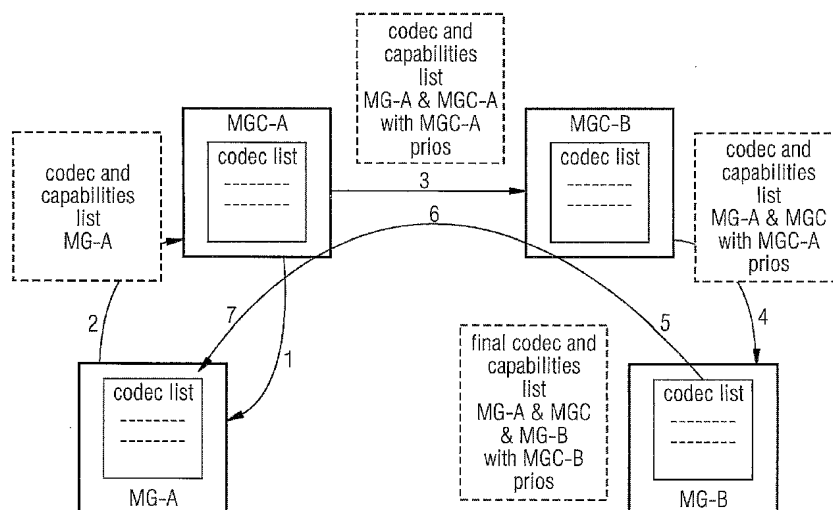 codec and
capabilities
list
MG-A & MGC-A
with MGC-A
prios
MGC-A
codec list
MGC-B
codec list
codec and
capabilities
list
MG-A
codec and
capabilities
list
MG-A & MGC
with MGC-A
prios
3
6
2
7
1
5
4
codec list
MG-A
final codec and
capabilities
list
MG-A & MGC
& MG-B
with MGC-B
prios
codec list
MG-B